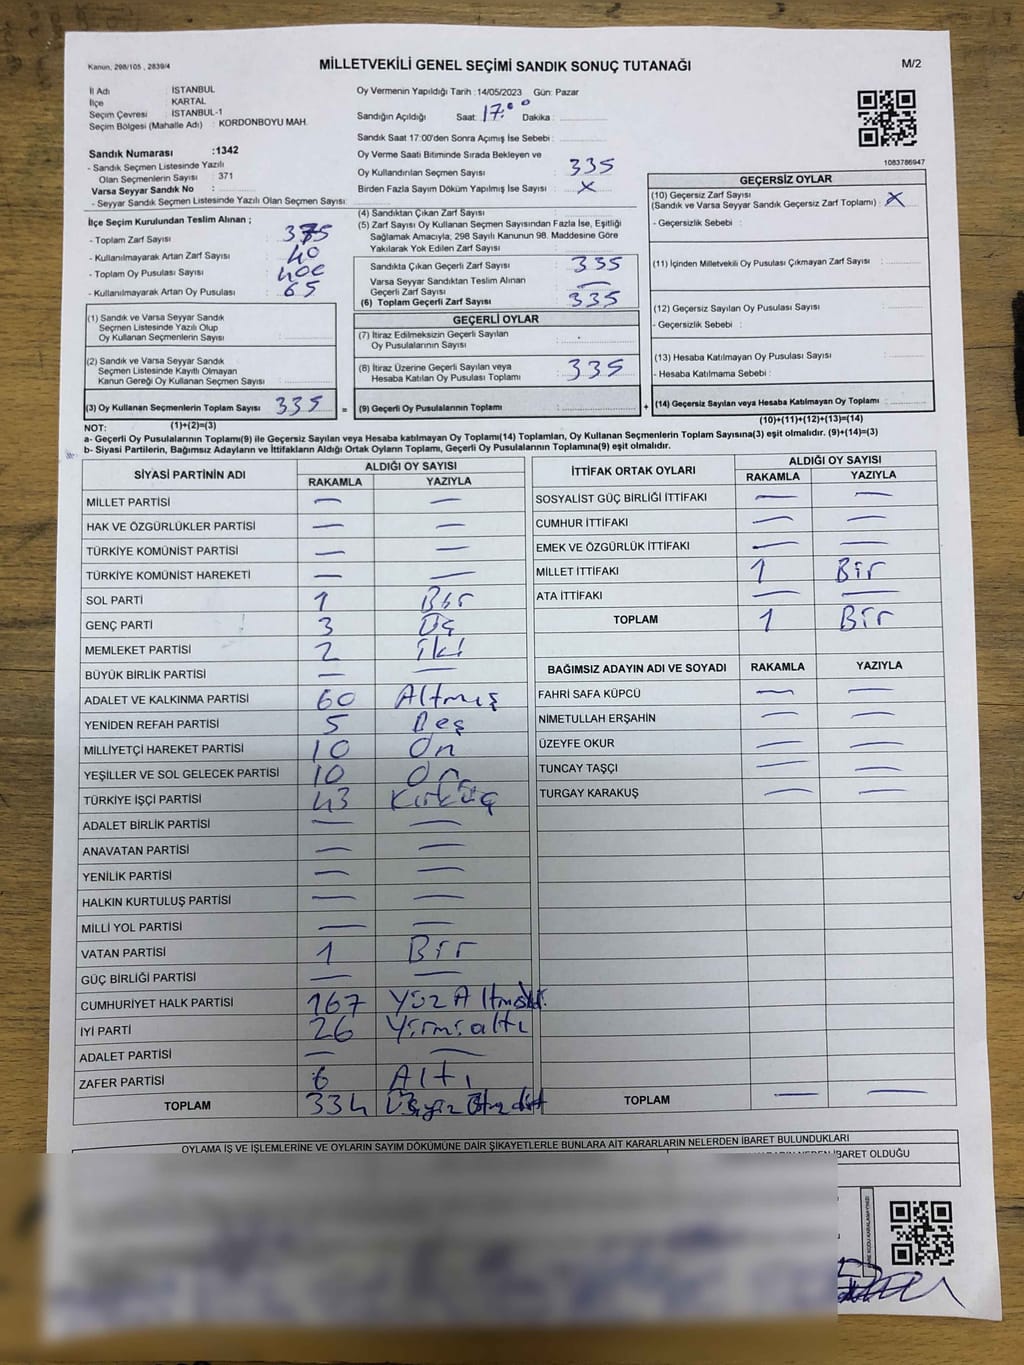 Kanun, 298/105 , 2839/4
MİLLETVEKİLİ GENEL SEÇİMİ SANDIK SONUÇ TUTANAĞI
M/2
İl Adı : İSTANBUL
İlçe : KARTAL
Seçim Çevresi : İSTANBUL-1
Seçim Bölgesi (Mahalle Adı) : KORDONBOYU MAH.
Oy Vermenin Yapıldığı Tarih :14/05/2023 Gün: Pazar
Sandığın Açıldığı Saat: 17:00 Dakika :
Sandık Saat 17:00'den Sonra Açımış İse Sebebi :
Oy Verme Saati Bitiminde Sırada Bekleyen ve
Oy Kullandırılan Seçmen Sayısı : 335
Birden Fazla Sayım Döküm Yapılmış İse Sayısı : X
1083786947
Sandık Numarası :1342
- Sandık Seçmen Listesinde Yazılı
Olan Seçmenlerin Sayısı : 371
Varsa Seyyar Sandık No :
- Seyyar Sandık Seçmen Listesinde Yazılı Olan Seçmen Sayısı:
İlçe Seçim Kurulundan Teslim Alınan ;
- Toplam Zarf Sayısı : 375
- Kullanılmayarak Artan Zarf Sayısı : 40
- Toplam Oy Pusulası Sayısı : 400
- Kullanılmayarak Artan Oy Pusulası : 65
(4) Sandıktan Çıkan Zarf Sayısı :
(5) Zarf Sayısı Oy Kullanan Seçmen Sayısından Fazla İse, Eşitliği
Sağlamak Amacıyla, 298 Sayılı Kanunun 98. Maddesine Göre
Yakılarak Yok Edilen Zarf Sayısı :
Sandıkta Çıkan Geçerli Zarf Sayısı : 335
Varsa Seyyar Sandıktan Teslim Alınan
Geçerli Zarf Sayısı : —
(6) Toplam Geçerli Zarf Sayısı : 335
GEÇERSİZ OYLAR
(10) Geçersiz Zarf Sayısı
(Sandık ve Varsa Seyyar Sandık Geçersiz Zarf Toplamı) : X
- Geçersizlik Sebebi :
(11) İçinden Milletvekili Oy Pusulası Çıkmayan Zarf Sayısı :
(12) Geçersiz Sayılan Oy Pusulası Sayısı :
- Geçersizlik Sebebi :
(13) Hesaba Katılmayan Oy Pusulası Sayısı :
- Hesaba Katılmama Sebebi :
(14) Geçersiz Sayılan veya Hesaba Katılmayan Oy Toplamı :
(1) Sandık ve Varsa Seyyar Sandık
Seçmen Listesinde Yazılı Olup
Oy Kullanan Seçmen Sayısı :
(2) Sandık ve Varsa Seyyar Sandık
Seçmen Listesinde Kayıtlı Olmayan
Kanun Gereği Oy Kullanan Seçmen Sayısı :
(3) Oy Kullanan Seçmenlerin Toplam Sayısı : 335 =
GEÇERLİ OYLAR
(7) İtiraz Edilmeksizin Geçerli Sayılan
Oy Pusulalarının Sayısı :
(8) İtiraz Üzerine Geçerli Sayılan veya
Hesaba Katılan Oy Pusulası Toplamı : 335
(9) Geçerli Oy Pusulalarının Toplamı : +
NOT: (1)+(2)=(3)
(10)+(11)+(12)+(13)=(14)
a- Geçerli Oy Pusulalarının Toplamı(9) ile Geçersiz Sayılan veya Hesaba katılmayan Oy Toplamı(14) Toplamları, Oy Kullanan Seçmenlerin Toplam Sayısına(3) eşit olmalıdır. (9)+(14)=(3)
b- Siyasi Partilerin, Bağımsız Adayların ve İttifakların Aldığı Ortak Oyların Toplamı, Geçerli Oy Pusulalarının Toplamına(9) eşit olmalıdır.
SİYASİ PARTİNİN ADI ALDIĞI OY SAYISI
RAKAMLA YAZIYLA
MİLLET PARTİSİ — —
HAK VE ÖZGÜRLÜKLER PARTİSİ — —
TÜRKİYE KOMÜNİST PARTİSİ — —
TÜRKİYE KOMÜNİST HAREKETİ — —
SOL PARTİ 1 Bir
GENÇ PARTİ 3 Üç
MEMLEKET PARTİSİ 2 iki
BÜYÜK BİRLİK PARTİSİ — —
ADALET VE KALKINMA PARTİSİ 60 Altmış
YENİDEN REFAH PARTİSİ 5 Beş
MİLLİYETÇİ HAREKET PARTİSİ 10 On
YEŞİLLER VE SOL GELECEK PARTİSİ 10 On
TÜRKİYE İŞÇİ PARTİSİ 43 Kırküç
ADALET BİRLİK PARTİSİ — —
ANAVATAN PARTİSİ — —
YENİLİK PARTİSİ — —
HALKIN KURTULUŞ PARTİSİ — —
MİLLİ YOL PARTİSİ — —
VATAN PARTİSİ 1 Bir
GÜÇ BİRLİĞİ PARTİSİ — —
CUMHURİYET HALK PARTİSİ 167 Yüz
İYİ PARTİ 26 Yirmialtı
ADALET PARTİSİ — —
ZAFER PARTİSİ 6 Altı
TOPLAM 334
İTTİFAK ORTAK OYLARI ALDIĞI OY SAYISI
RAKAMLA YAZIYLA
SOSYALİST GÜÇ BİRLİĞİ İTTİFAKI — —
CUMHUR İTTİFAKI — —
EMEK VE ÖZGÜRLÜK İTTİFAKI — —
MİLLET İTTİFAKI 1 Bir
ATA İTTİFAKI — —
TOPLAM 1 Bir
BAĞIMSIZ ADAYIN ADI VE SOYADI RAKAMLA YAZIYLA
FAHRİ SAFA KÜPCÜ — —
NİMETULLAH ERŞAHİN — —
ÜZEYFE OKUR — —
TUNCAY TAŞÇI — —
TURGAY KARAKUŞ — —
TOPLAM — —
OYLAMA İŞ VE İŞLEMLERİNE VE OYLARIN SAYIM DÖKÜMÜNE DAİR ŞİKAYETLERLE BUNLARA AİT KARARLARIN NELERDEN İBARET BULUNDUKLARI
NEDEN İBARET OLDUĞU